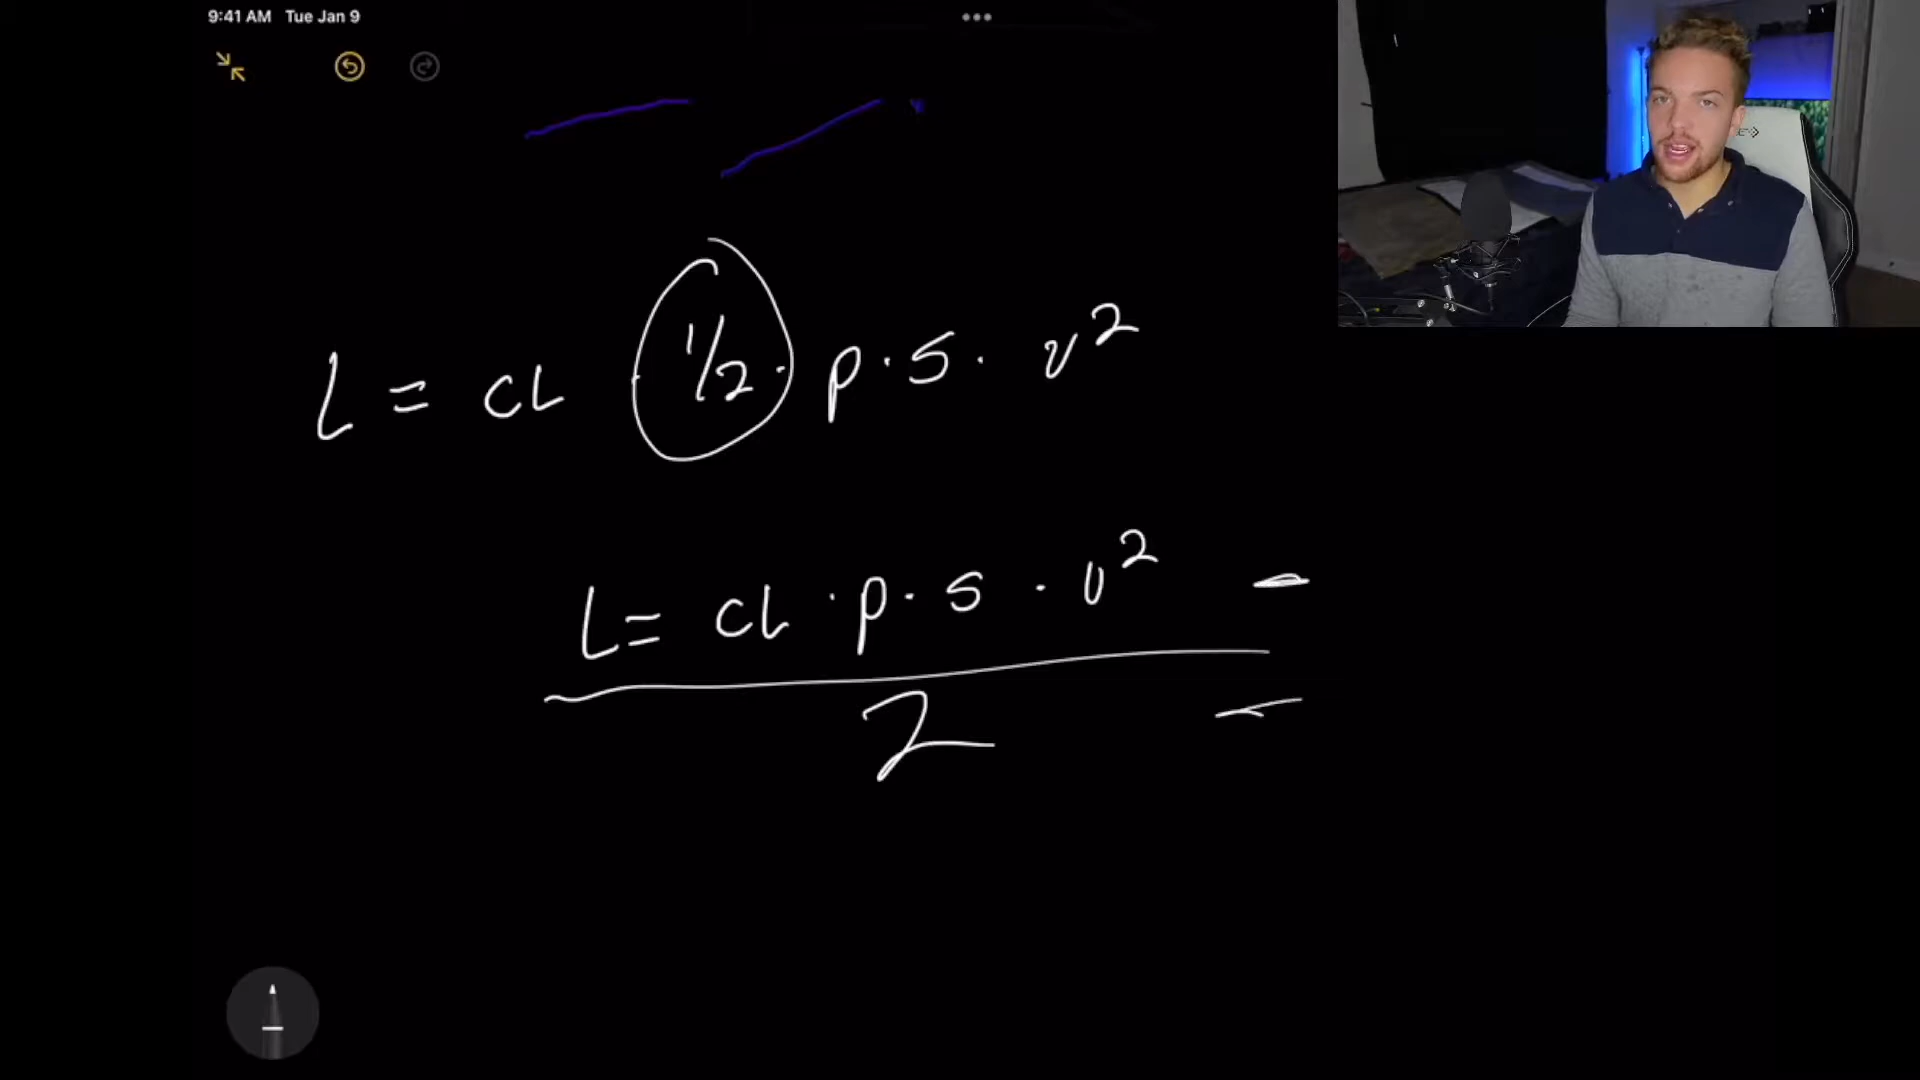 9:41 AM Tue Jan 9
L = CL · 1/2 · p · s · v²
L = CL · p · s · v²
2